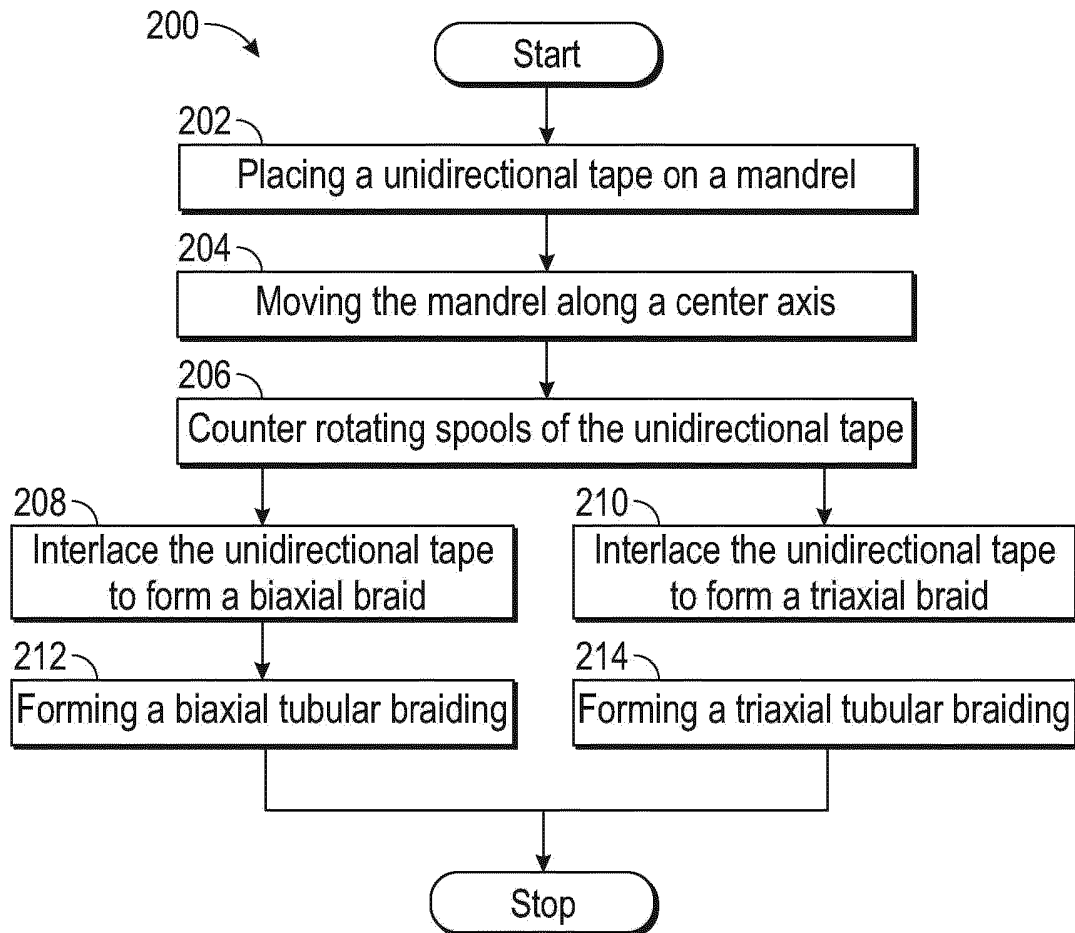 200
Start
202
Placing a unidirectional tape on a mandrel
204
Moving the mandrel along a center axis
206
Counter rotating spools of the unidirectional tape
208
Interlace the unidirectional tape
to form a biaxial braid
210
Interlace the unidirectional tape
to form a triaxial braid
212
Forming a biaxial tubular braiding
214
Forming a triaxial tubular braiding
Stop